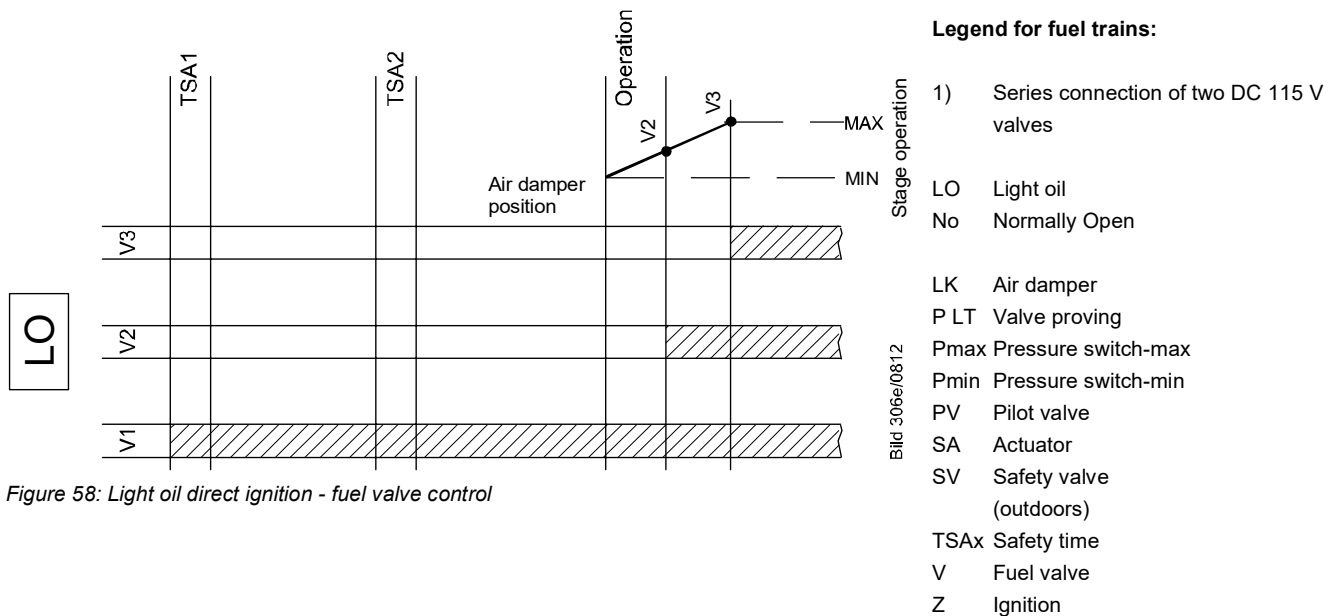 TSA1
TSA2
Operation
V2
V3
MAX
MIN
Stage operation
Air damper
position
V3
LO
V2
V1
Bild 306e/0812
Figure 58: Light oil direct ignition - fuel valve control
Legend for fuel trains:
1) Series connection of two DC 115 V
valves
LO Light oil
No Normally Open
LK Air damper
P LT Valve proving
Pmax Pressure switch-max
Pmin Pressure switch-min
PV Pilot valve
SA Actuator
SV Safety valve
(outdoors)
TSAx Safety time
V Fuel valve
Z Ignition